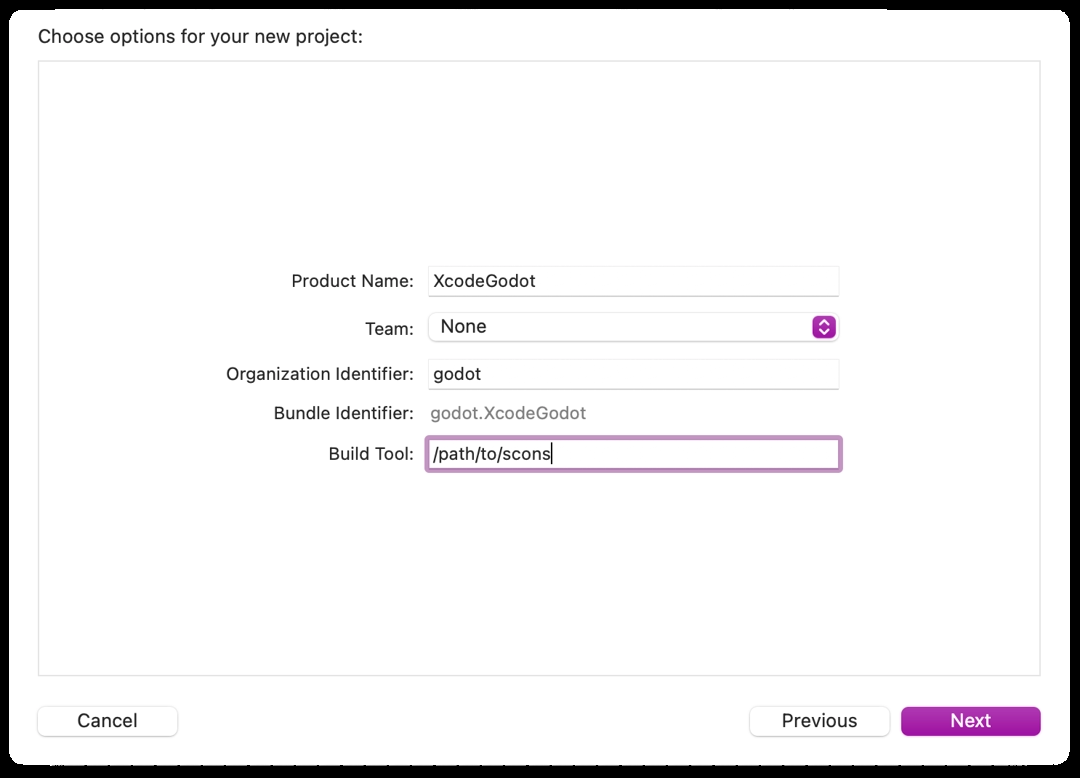 Choose options for your new project:
Product Name: XcodeGodot
Team: None
Organization Identifier: godot
Bundle Identifier: godot.XcodeGodot
Build Tool: /path/to/scons
Cancel Previous Next